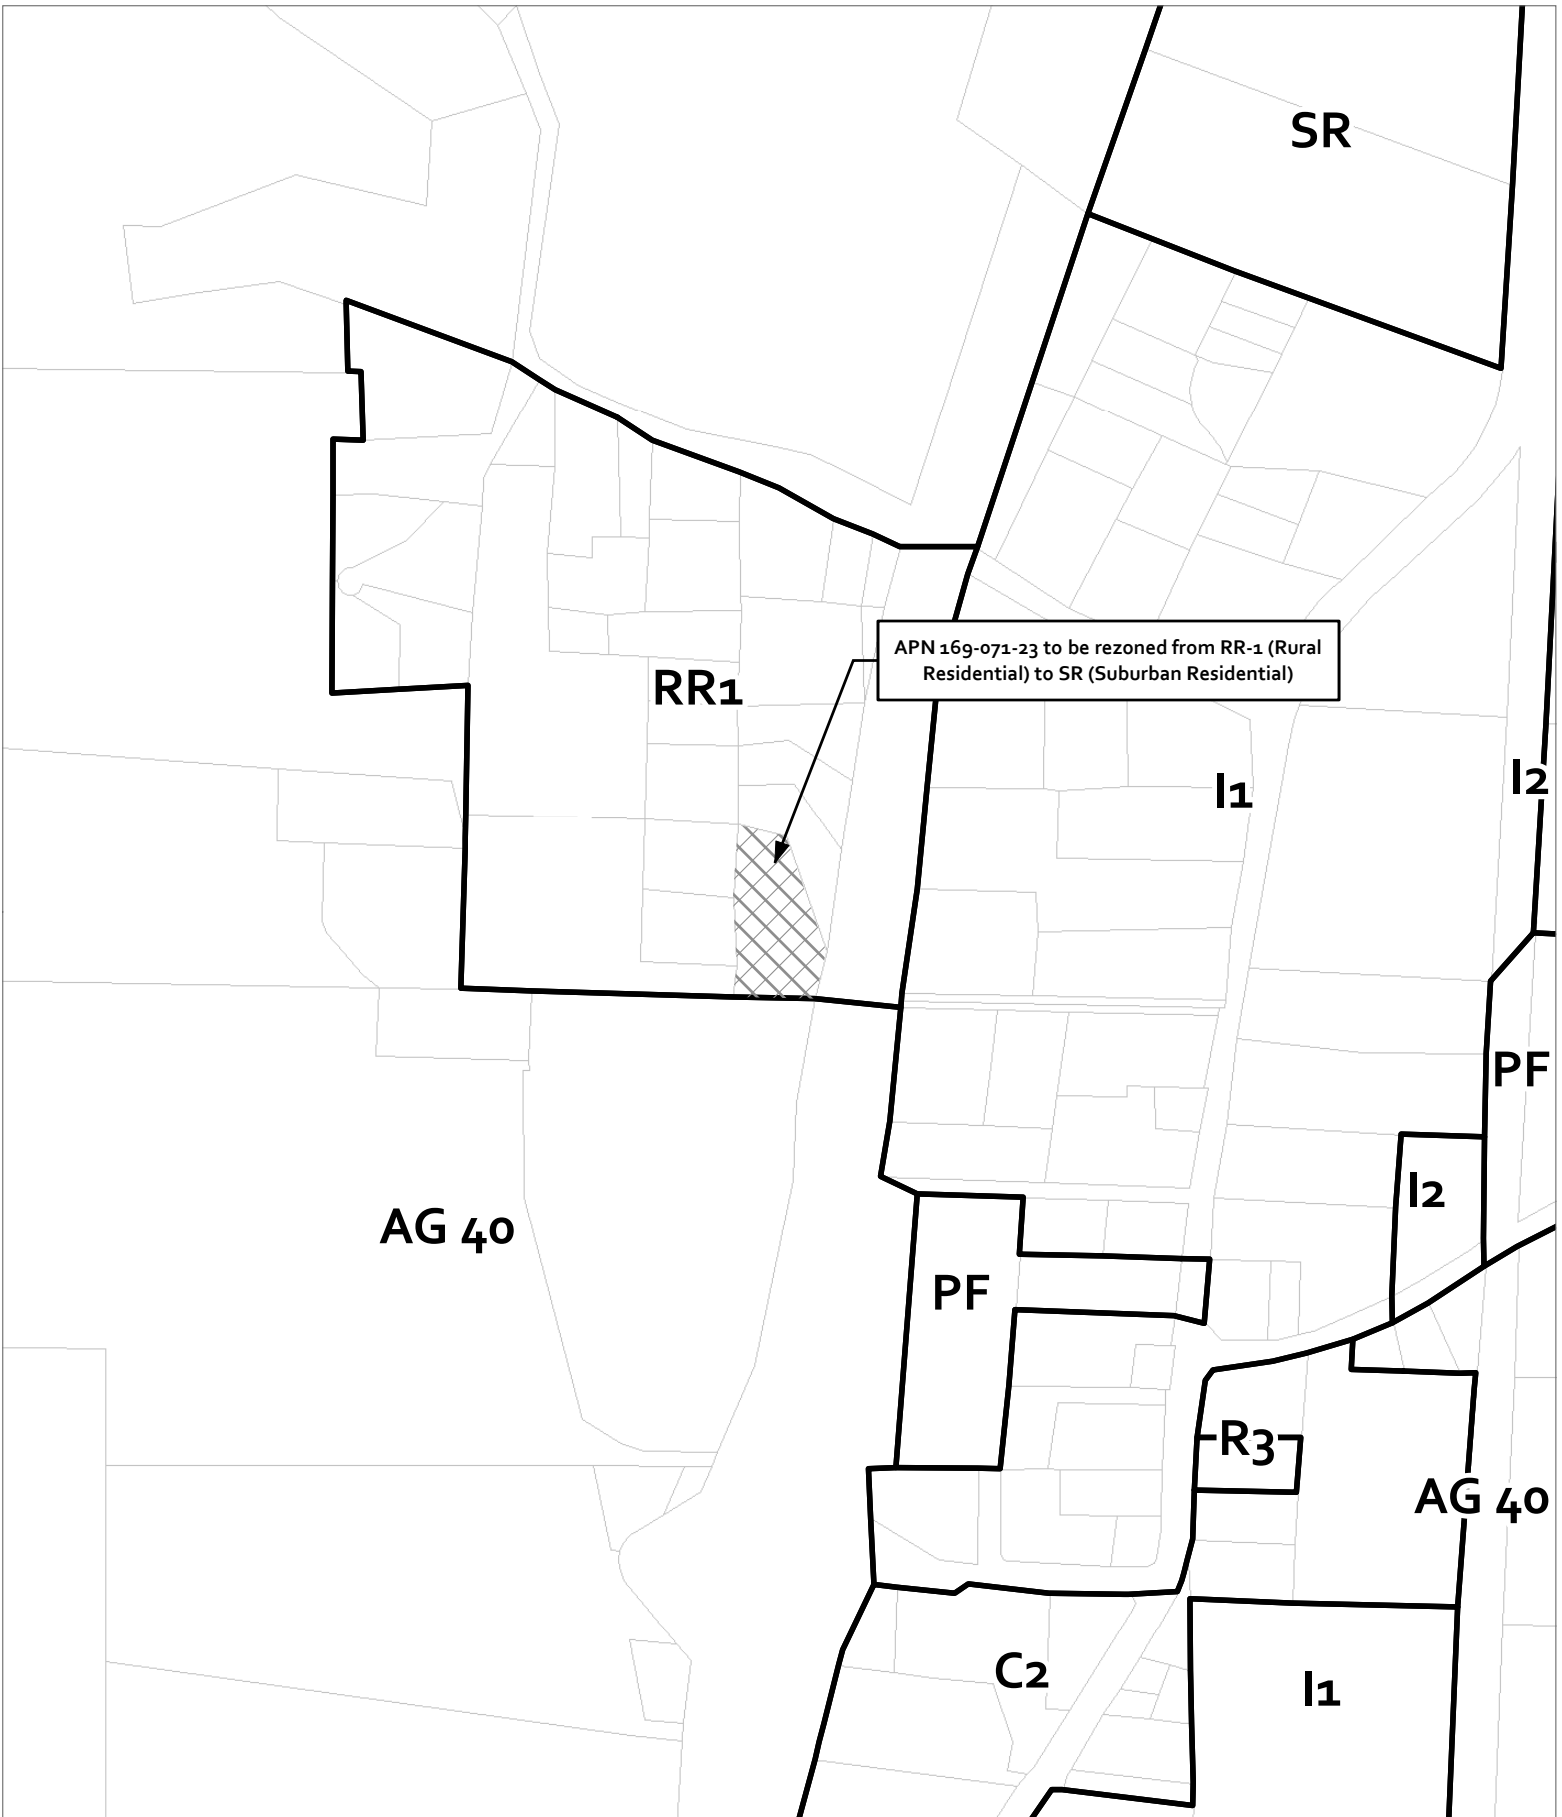 SR
APN 169-071-23 to be rezoned from RR-1 (Rural
Residential) to SR (Suburban Residential)
RR1
I1
I2
PF
I2
AG 40
PF
R3
AG 40
C2
I1